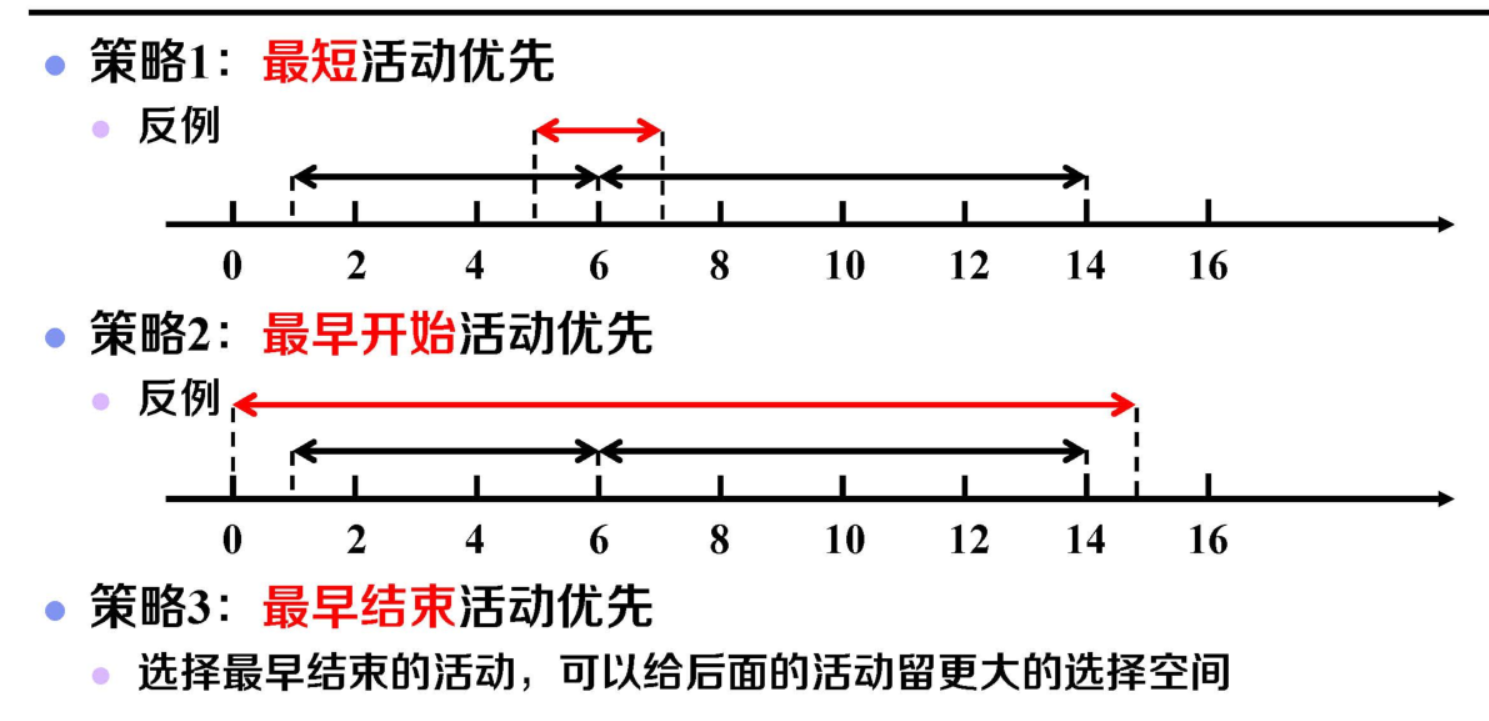 策略1：最短活动优先
反例
0 2 4 6 8 10 12 14 16
策略2：最早开始活动优先
反例
0 2 4 6 8 10 12 14 16
策略3：最早结束活动优先
选择最早结束的活动，可以给后面的活动留更大的选择空间